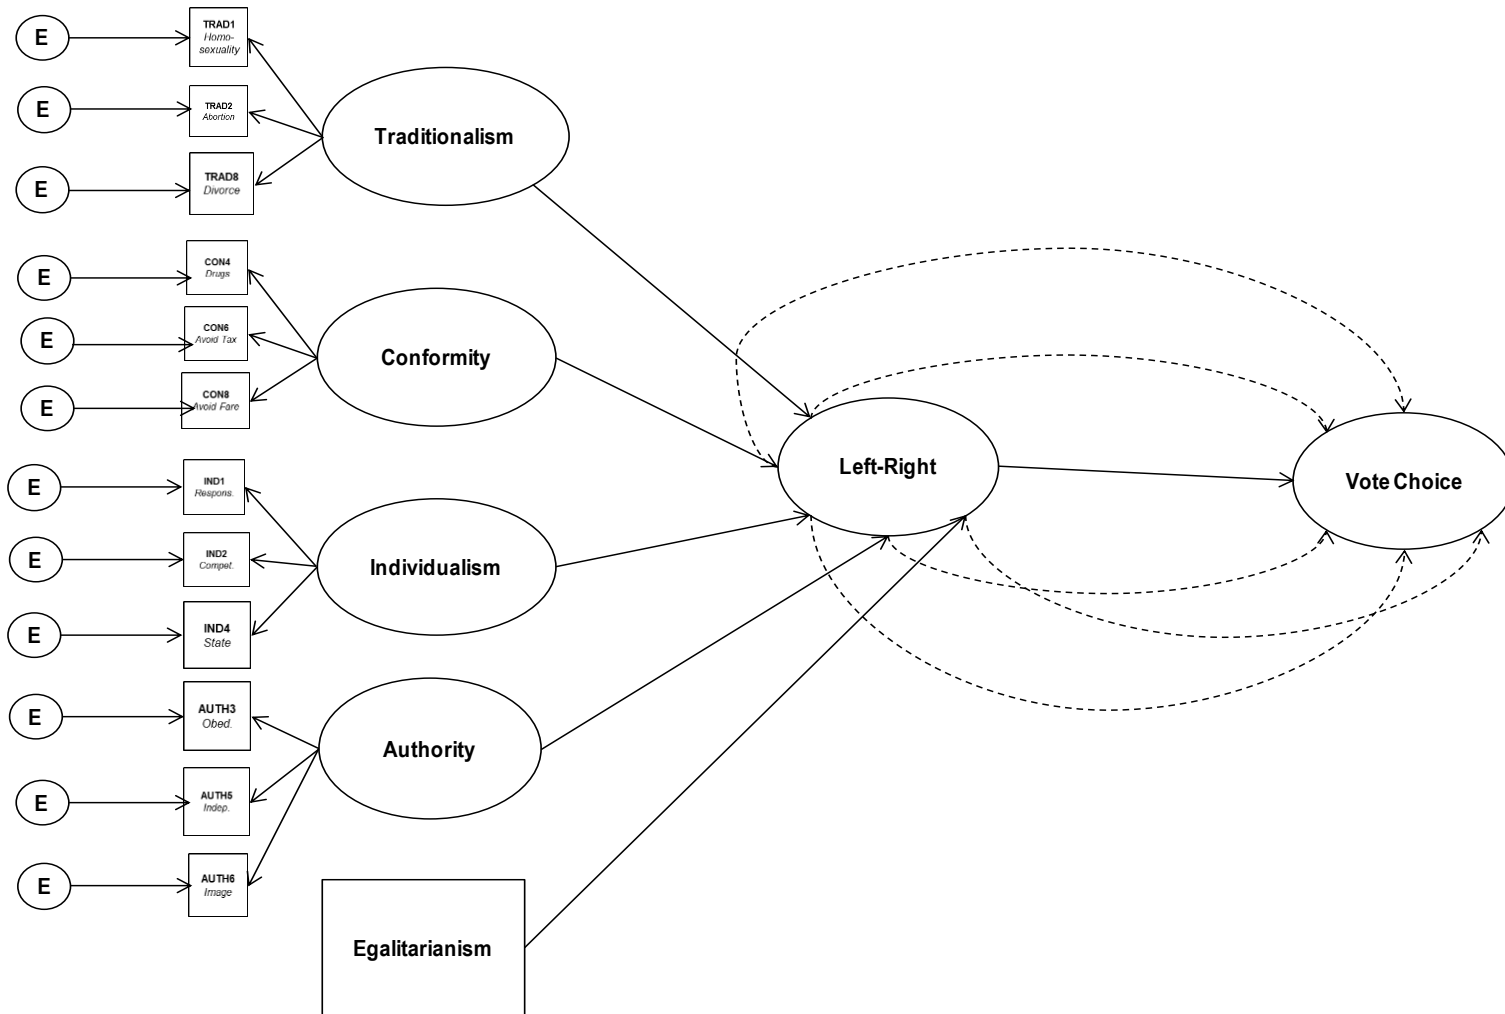 E
TRAD1
Homo-
sexuality
E
TRAD2
Abortion
E
TRAD8
Divorce
Traditionalism
E
CON4
Drugs
E
CON6
Avoid Tax
E
CON8
Avoid Fare
Conformity
E
IND1
Respons.
E
IND2
Compet.
E
IND4
State
Individualism
E
AUTH3
Obed.
E
AUTH5
Indep.
E
AUTH6
Image
Authority
Egalitarianism
Left-Right
Vote Choice